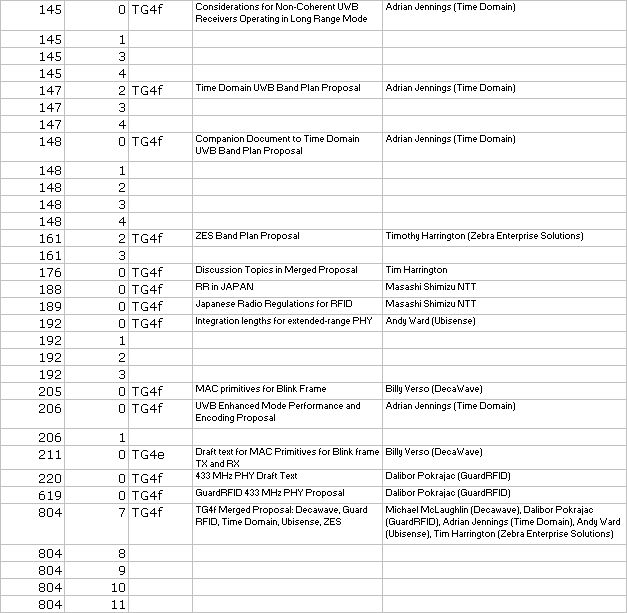 145 0 TG4f Considerations for Non-Coherent UWB Adrian Jennings (Time Domain)
Receivers Operating in Long Range Mode
145 1
145 3
145 4
147 2 TG4f Time Domain UWB Band Plan Proposal Adrian Jennings (Time Domain)
147 3
147 4
148 0 TG4f Companion Document to Time Domain Adrian Jennings (Time Domain)
UWB Band Plan Proposal
148 1
148 2
148 3
148 4
161 2 TG4f ZES Band Plan Proposal Timothy Harrington (Zebra Enterprise Solutions)
161 3
176 0 TG4f Discussion Topics in Merged Proposal Tim Harrington
188 0 TG4f RR in JAPAN Masashi Shimizu NTT
189 0 TG4f Japanese Radio Regulations for RFID Masashi Shimizu NTT
192 0 TG4f Integration lengths for extended-range PHY Andy Ward (Ubisense)
192 1
192 2
192 3
205 0 TG4f MAC primitives for Blink Frame Billy Verso (DecaWave)
206 0 TG4f UWB Enhanced Mode Performance and Adrian Jennings (Time Domain)
Encoding Proposal
206 1
211 0 TG4e Draft text for MAC Primitives for Blink frame Billy Verso (DecaWave)
TX and RX
220 0 TG4f 433 MHz PHY Draft Text Dalibor Pokrajac (GuardRFID)
619 0 TG4f GuardRFID 433 MHz PHY Proposal Dalibor Pokrajac (GuardRFID)
804 7 TG4f TG4f Merged Proposal: Decawave, Guard Michael McLaughlin (Decawave), Dalibor Pokrajac
RFID, Time Domain, Ubisense, ZES (GuardRFID), Adrian Jennings (Time Domain), Andy Ward
(Ubisense), Tim Harrington (Zebra Enterprise Solutions)
804 8
804 9
804 10
804 11